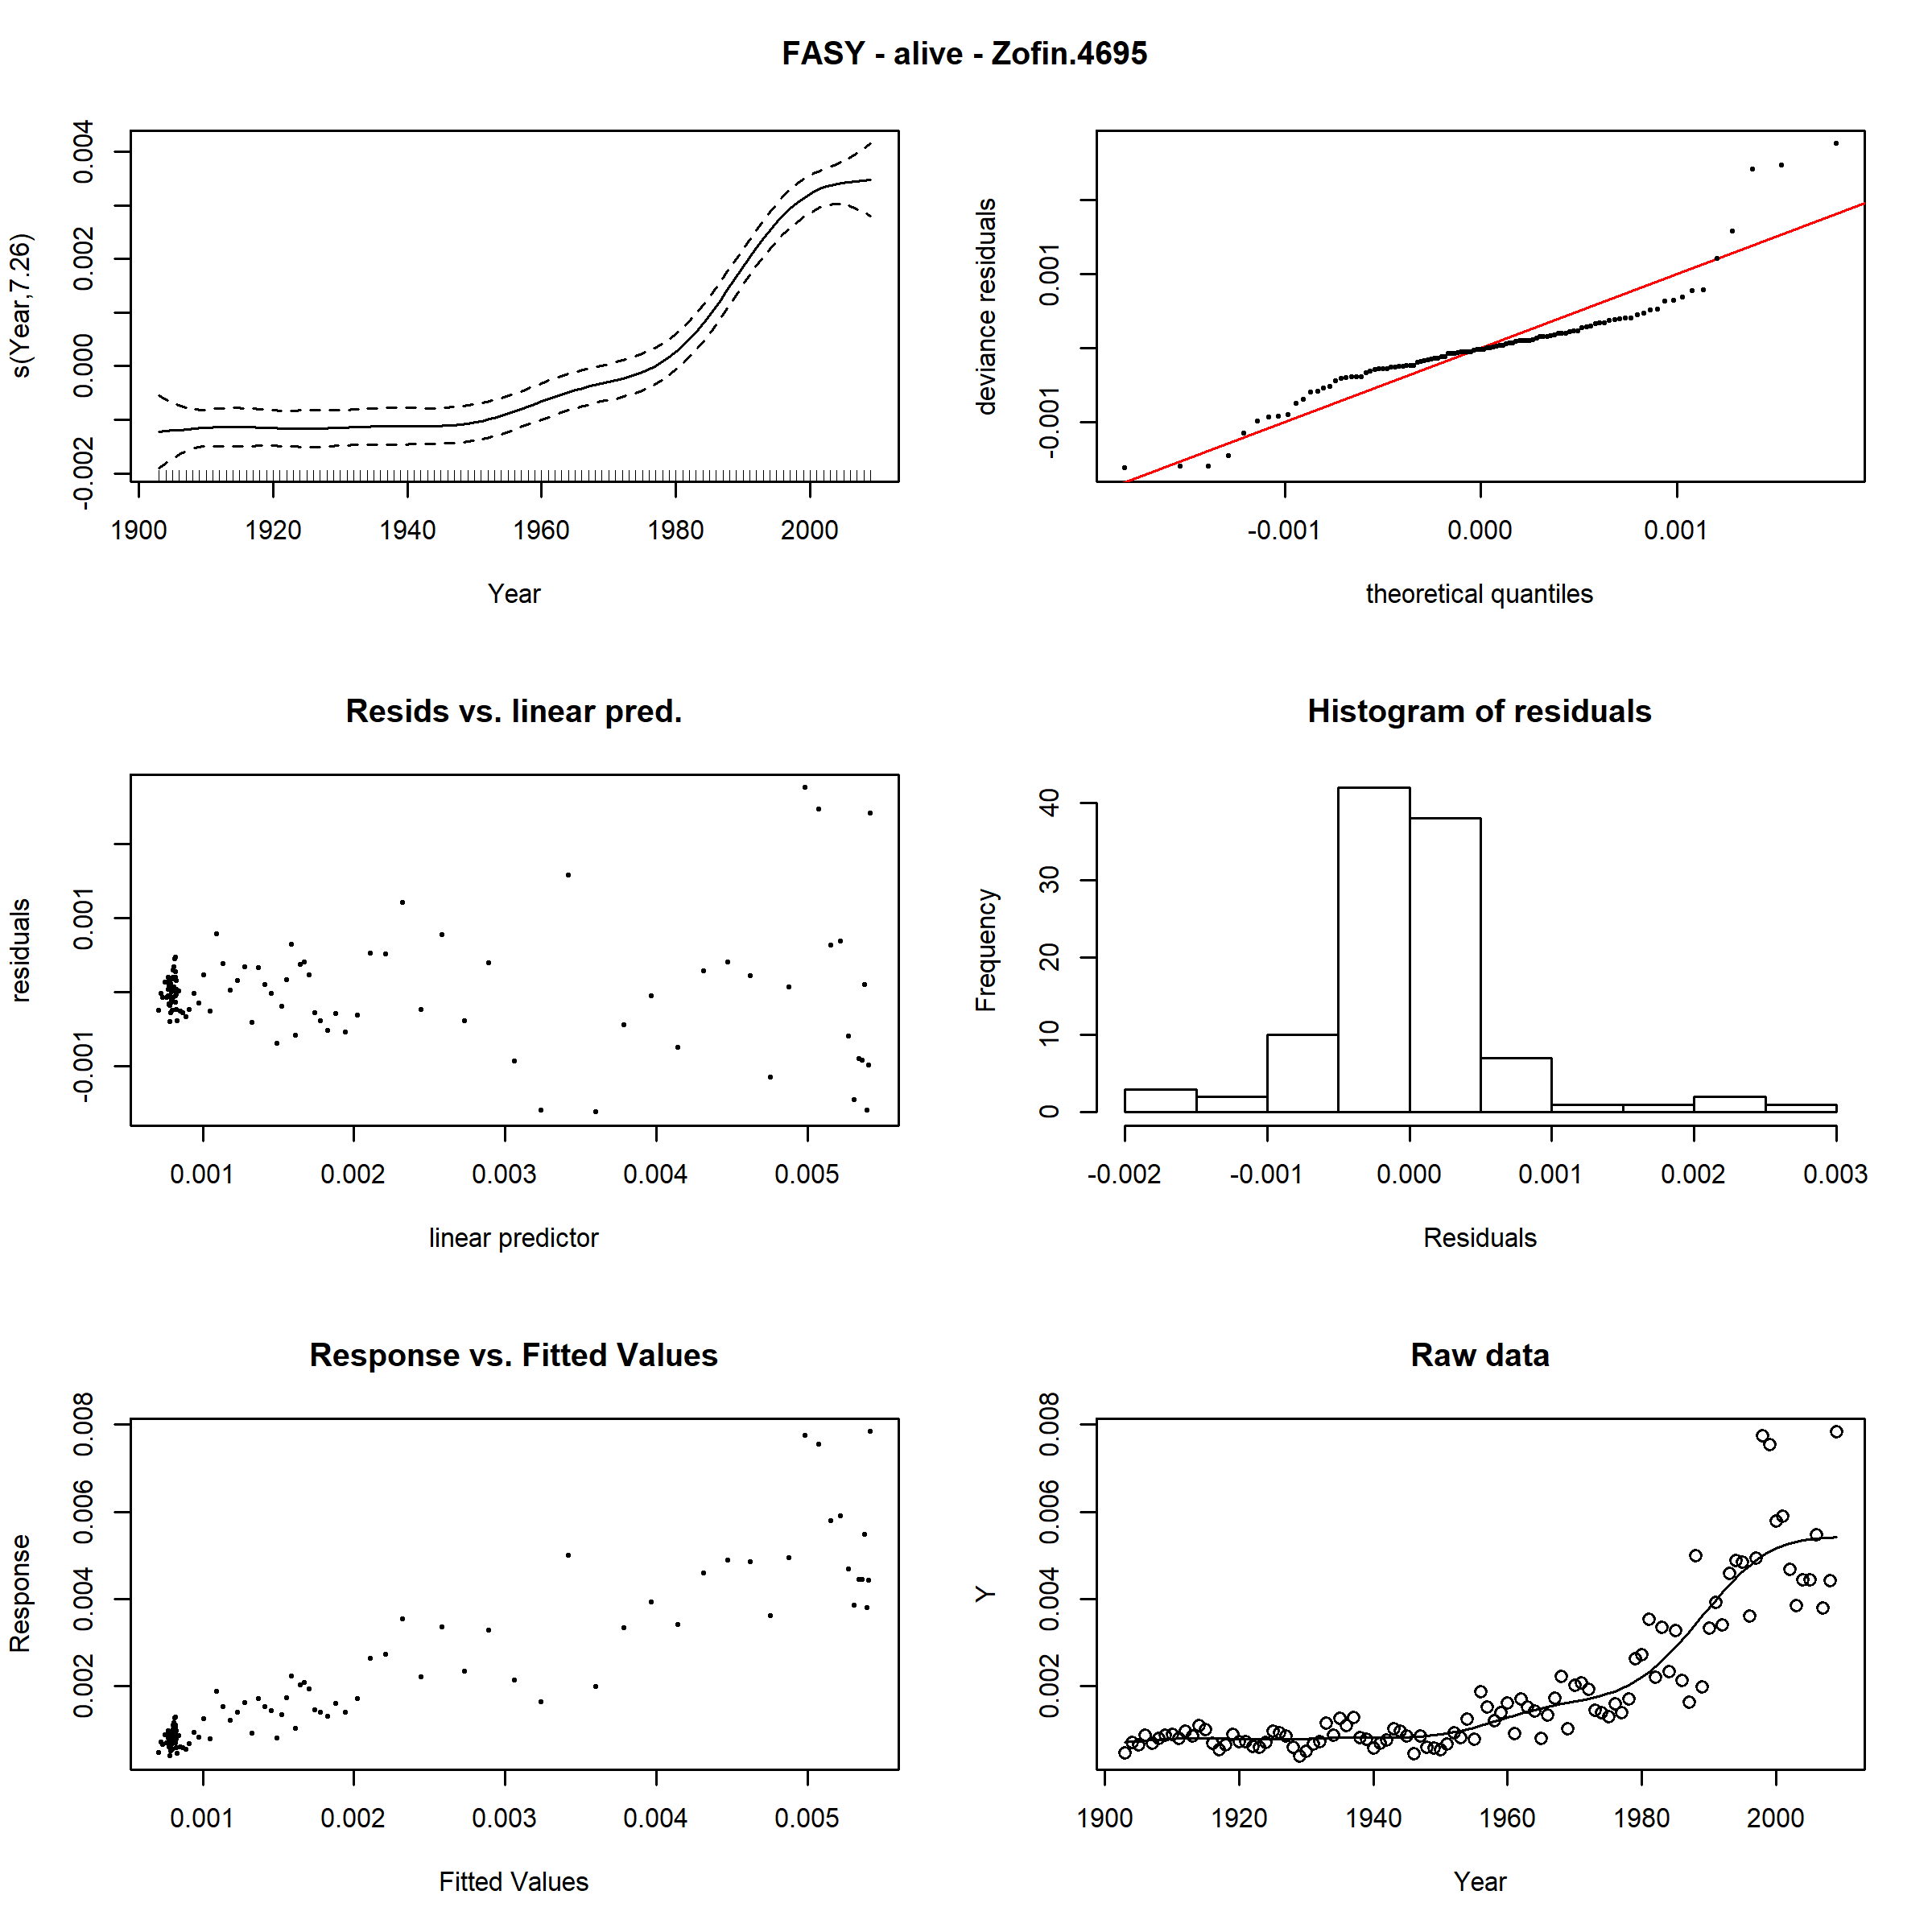 FASY - alive - Zofin.4695
s(Year,7.26)
-0.002 0.000 0.002 0.004
1900 1920 1940 1960 1980 2000
Year
deviance residuals
-0.001 0.001
-0.001 0.000 0.001
theoretical quantiles
Resids vs. linear pred.
residuals
-0.001 0.001
0.001 0.002 0.003 0.004 0.005
linear predictor
Histogram of residuals
Frequency
0 10 20 30 40
-0.002 -0.001 0.000 0.001 0.002 0.003
Residuals
Response vs. Fitted Values
Response
0.002 0.004 0.006 0.008
0.001 0.002 0.003 0.004 0.005
Fitted Values
Raw data
Y
0.002 0.004 0.006 0.008
1900 1920 1940 1960 1980 2000
Year